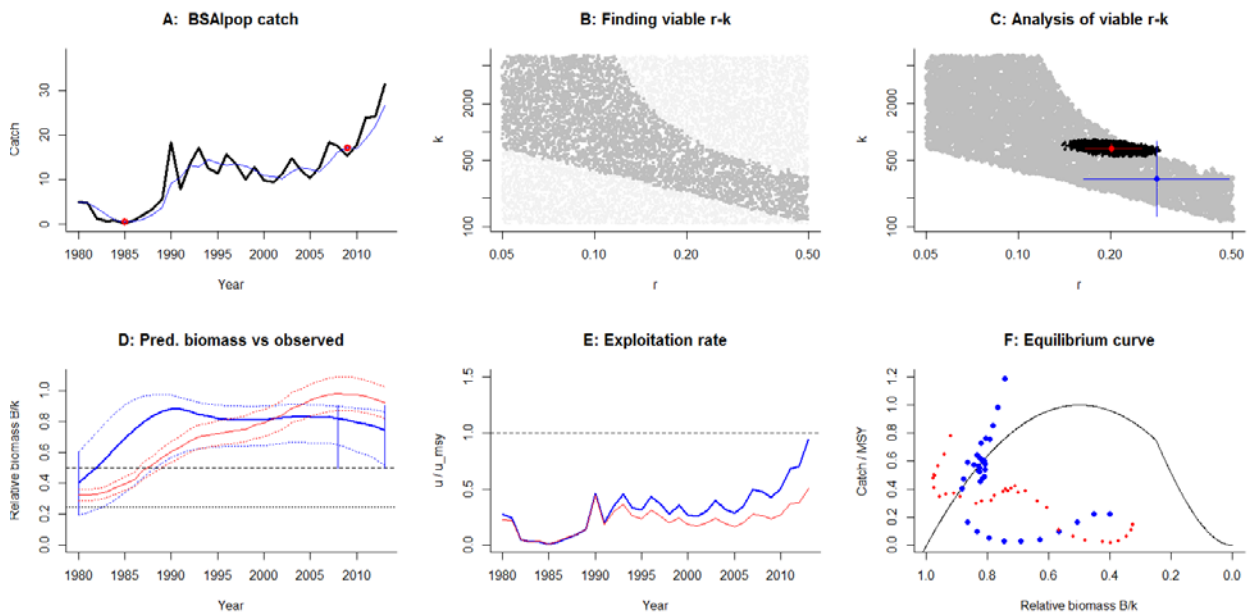 A: BSAIpop catch
B: Finding viable r-k
C: Analysis of viable r-k
Catch
0 10 20 30
1980 1985 1990 1995 2000 2005 2010
Year
k
100 500 2000
0.05 0.10 0.20 0.50
r
k
100 500 2000
0.05 0.10 0.20 0.50
r
D: Pred. biomass vs observed
E: Exploitation rate
F: Equilibrium curve
Relative biomass B/k
0.0 0.2 0.4 0.6 0.8 1.0
1980 1985 1990 1995 2000 2005 2010
Year
u / u_msy
0.0 0.5 1.0 1.5
1980 1985 1990 1995 2000 2005 2010
Year
Catch / MSY
0.0 0.2 0.4 0.6 0.8 1.0 1.2
1.0 0.8 0.6 0.4 0.2 0.0
Relative biomass B/k